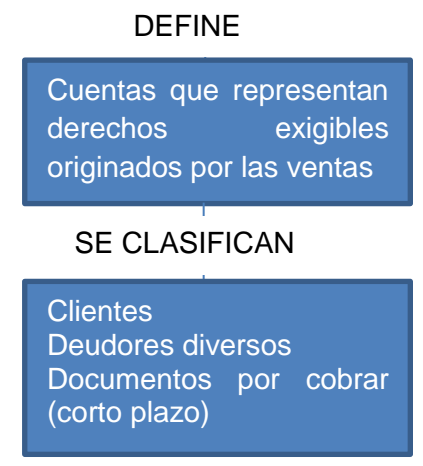 DEFINE
Cuentas que representan
derechos exigibles
originados por las ventas
SE CLASIFICAN
Clientes
Deudores diversos
Documentos por cobrar
(corto plazo)